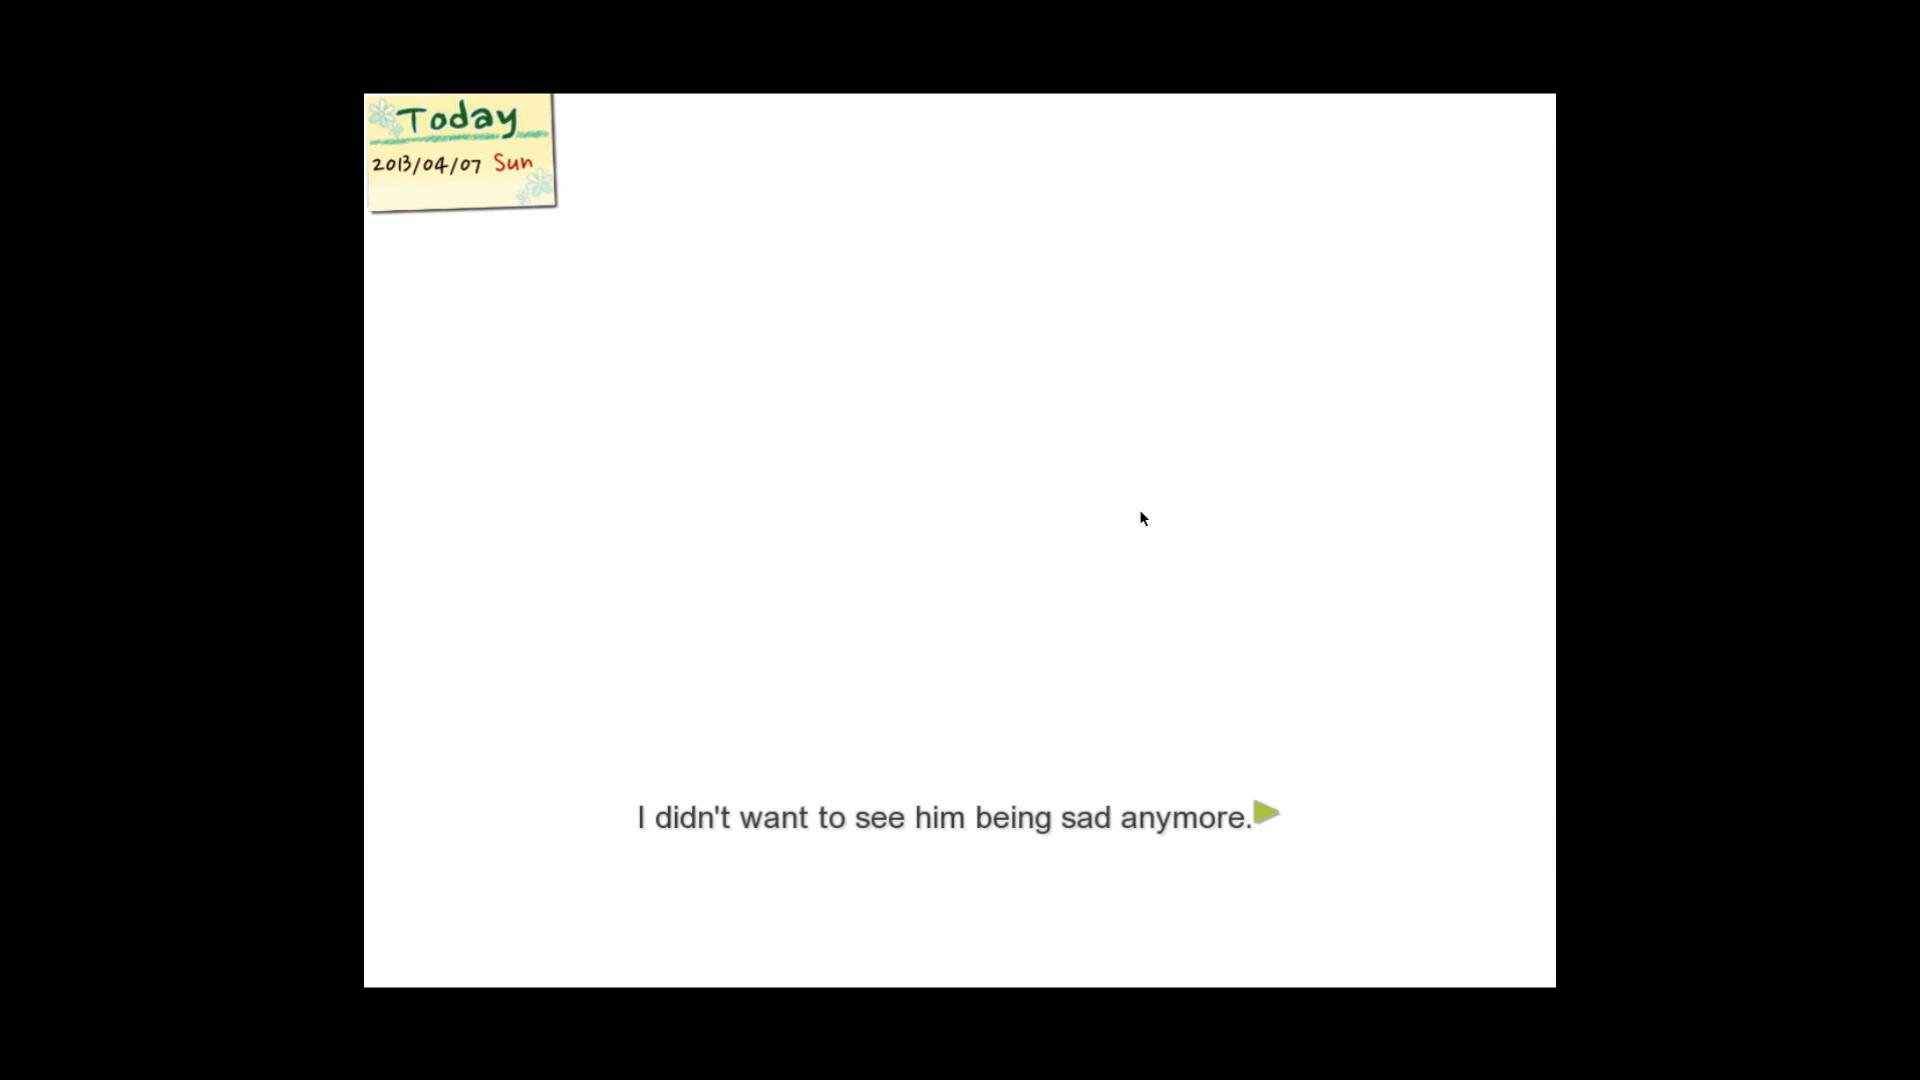 Today
2013/04/07 Sun
I didn't want to see him being sad anymore.